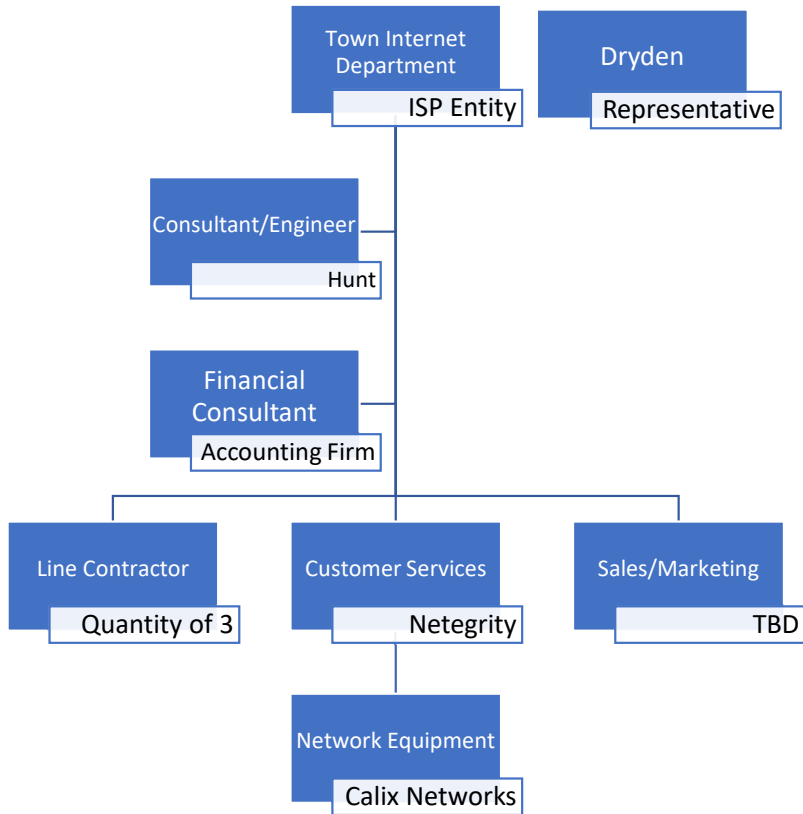 Town Internet
Department
ISP Entity
Dryden
Representative
Consultant/Engineer
Hunt
Financial
Consultant
Accounting Firm
Line Contractor
Quantity of 3
Customer Services
Netegrity
Sales/Marketing
TBD
Network Equipment
Calix Networks